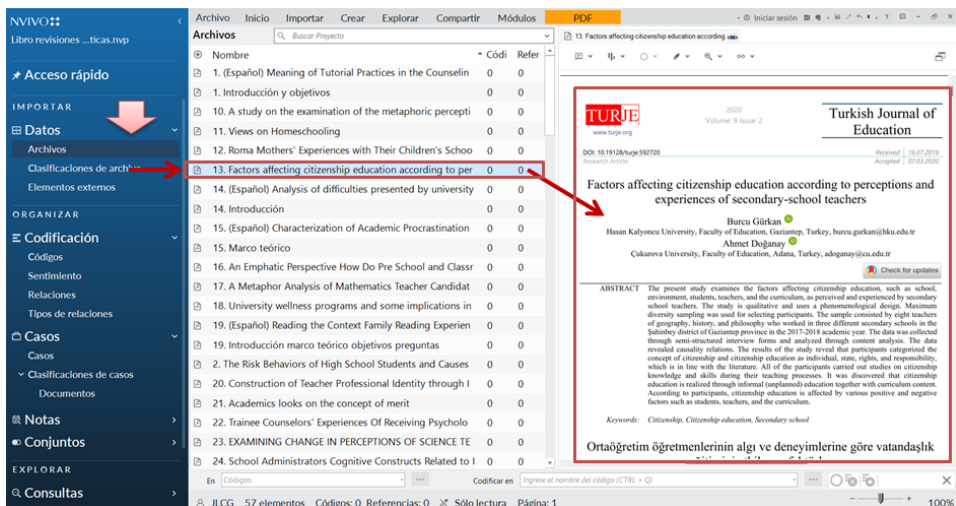 NVIVO
Libro revisiones ...ticas.nvp
Acceso rápido
IMPORTAR
Datos
Archivos
Clasificaciones de archivo
Elementos externos
ORGANIZAR
Codificación
Códigos
Sentimiento
Relaciones
Tipos de relaciones
Casos
Casos
Clasificaciones de casos
Documentos
Notas
Conjuntos
EXPLORAR
Consultas
Archivo Inicio Importar Crear Explorar Compartir Módulos PDF
Iniciar sesión
Archivos
Buscar Proyecto
Nombre Códi Refer
1. (Español) Meaning of Tutorial Practices in the Counselin 0 0
1. Introducción y objetivos 0 0
10. A study on the examination of the metaphoric percepti 0 0
11. Views on Homeschooling 0 0
12. Roma Mothers' Experiences with Their Children's Schoo 0 0
13. Factors affecting citizenship education according to per 0 0
14. (Español) Analysis of difficulties presented by university 0 0
14. Introducción 0 0
15. (Español) Characterization of Academic Procrastination 0 0
15. Marco teórico 0 0
16. An Emphatic Perspective How Do Pre School and Classr 0 0
17. A Metaphor Analysis of Mathematics Teacher Candidat 0 0
18. University wellness programs and some implications in 0 0
19. (Español) Reading the Context Family Reading Experien 0 0
19. Introducción marco teórico objetivos preguntas 0 0
2. The Risk Behaviors of High School Students and Causes 0 0
20. Construction of Teacher Professional Identity through I 0 0
21. Academics looks on the concept of merit 0 0
22. Trainee Counselors' Experiences Of Receiving Psycholo 0 0
23. EXAMINING CHANGE IN PERCEPTIONS OF SCIENCE TE 0 0
24. School Administrators Cognitive Constructs Related to I 0 0
13. Factors affecting citizenship education according
TURJE
www.turje.org
2020
Volume: 9 Issue: 2
Turkish Journal of
Education
DOI: 10.19128/turje.592720
Research Article
Received 16.07.2019
Accepted 07.03.2020
Factors affecting citizenship education according to perceptions and
experiences of secondary-school teachers
Burcu Gürkan
Hasan Kalyoncu University, Faculty of Education, Gaziantep, Turkey, burcu.gurkan@hku.edu.tr
Ahmet Doğanay
Çukurova University, Faculty of Education, Adana, Turkey, adoganay@cu.edu.tr
Check for updates
ABSTRACT The present study examines the factors affecting citizenship education, such as school,
environment, students, teachers, and the curriculum, as perceived and experienced by secondary
school teachers. The study is qualitative and uses a phenomenological design. Maximum
diversity sampling was used for selecting participants. The sample consisted by eight teachers
of geography, history, and philosophy who worked in three different secondary schools in the
Şahinbey district of Gaziantep province in the 2017-2018 academic year. The data was collected
through semi-structured interview forms and analyzed through content analysis. The data
revealed causality relations. The results of the study reveal that participants categorized the
concept of citizenship and citizenship education as individual, state, rights, and responsibility,
which is in line with the literature. All of the participants carried out studies on citizenship
knowledge and skills during their teaching processes. It was discovered that citizenship
education is realized through informal (unplanned) education together with curriculum content.
According to participants, citizenship education is affected by various positive and negative
factors such as students, teachers, and the curriculum.
Keywords: Citizenship, Citizenship education, Secondary school
Ortaöğretim öğretmenlerinin algı ve deneyimlerine göre vatandaşlık
En Códigos Codificar en Ingrese el nombre del código (CTRL + Q)
JLCG 57 elementos Códigos: 0 Referencias: 0 Sólo lectura Página: 1 100%